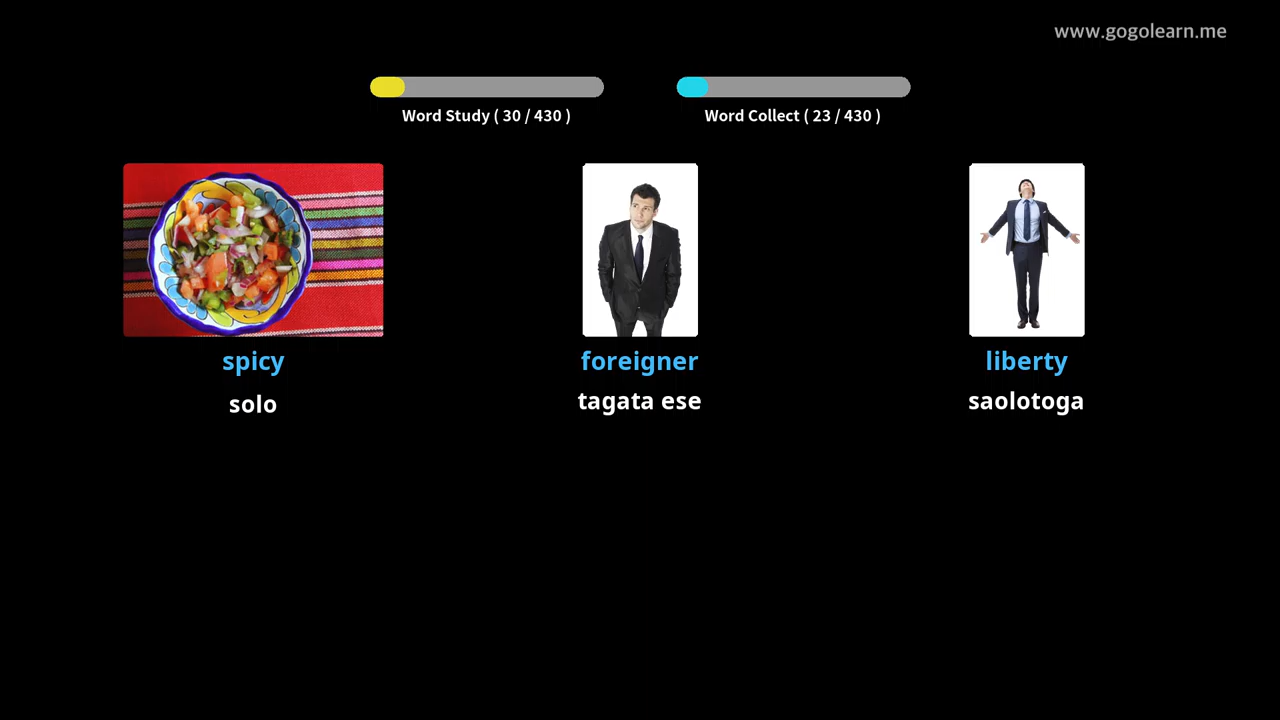 www.gogolearn.me
Word Study ( 30 / 430 )
Word Collect ( 23 / 430 )
spicy
foreigner
liberty
solo
tagata ese
saolotoga